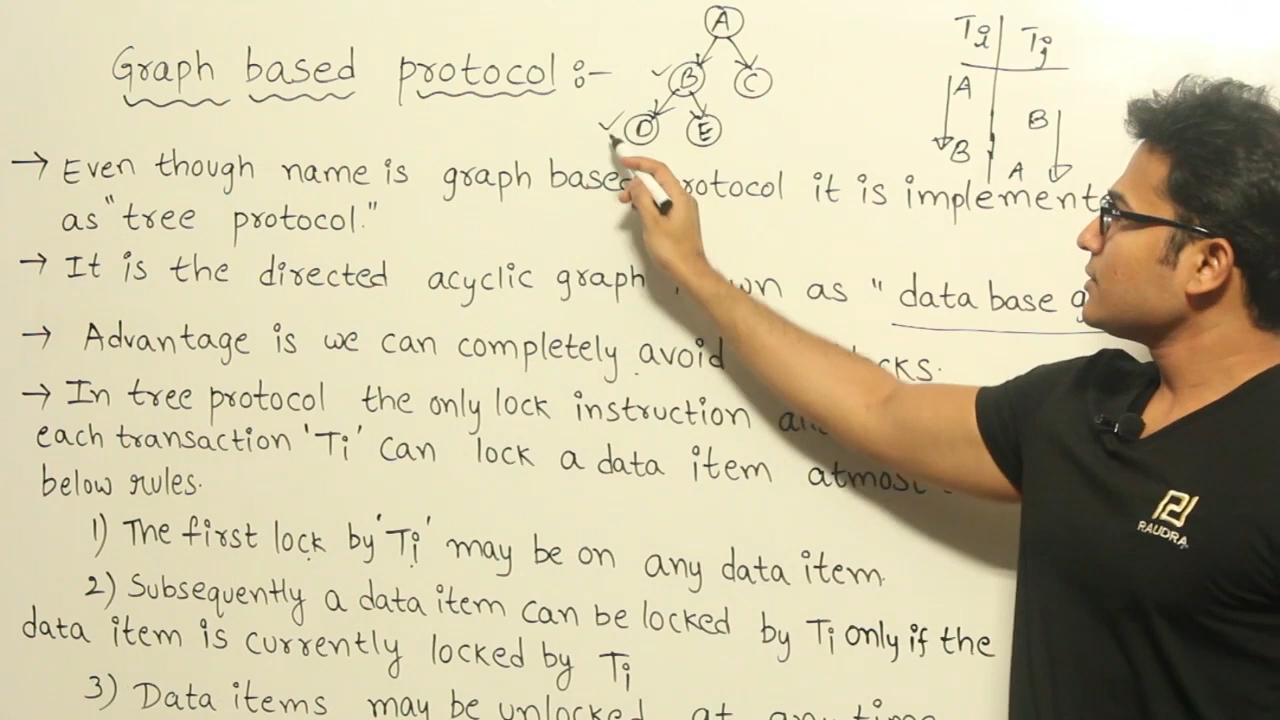 Graph based protocol :-
A
B C
D E
Ti Tj
A
B
B
A
→ Even though name is graph based protocol it is implement
as "tree protocol."
→ It is the directed acyclic graph as "data base
→ Advantage is we can completely avoid
→ In tree protocol the only lock instruction
each transaction 'Ti' can lock a data item atmost
below rules.
1) The first lock by 'Ti' may be on any data item.
2) Subsequently a data item can be locked by Ti only if the
data item is currently locked by Ti
3) Data items may be unlocked at any time
RAUDRA